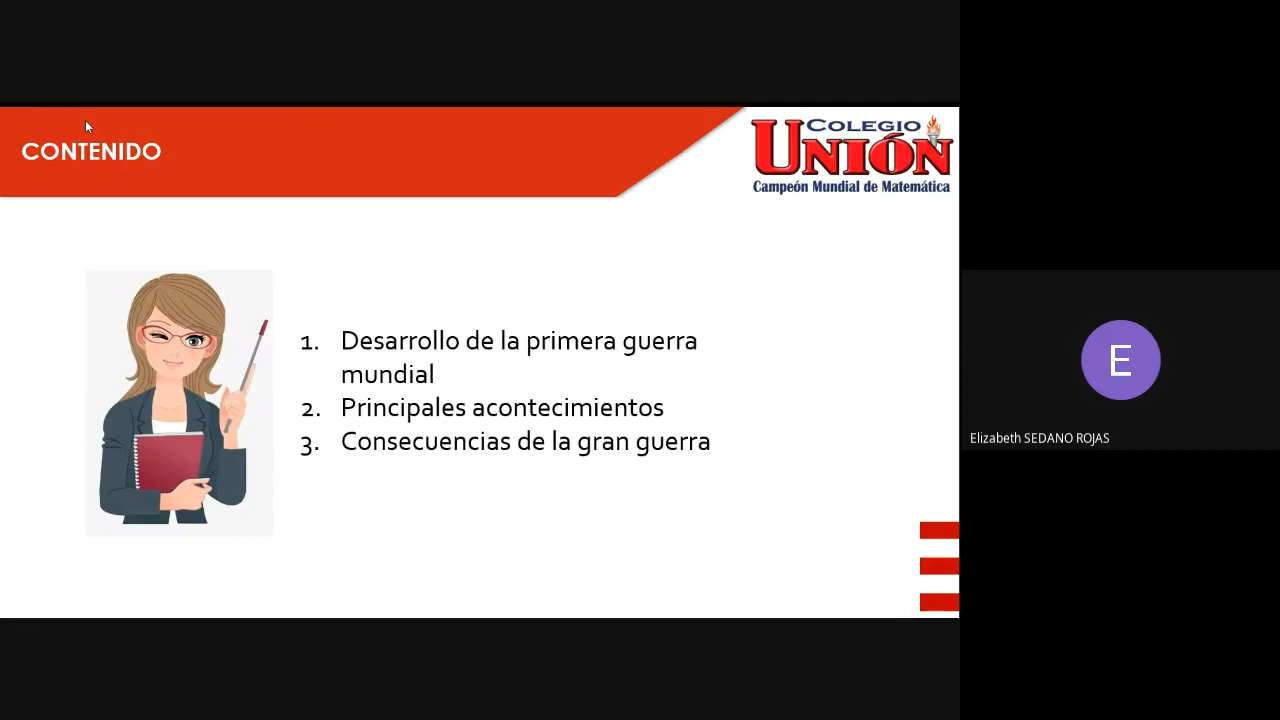 CONTENIDO
COLEGIO
UNIÓN
Campeón Mundial de Matemática
1. Desarrollo de la primera guerra
mundial
2. Principales acontecimientos
3. Consecuencias de la gran guerra
E
Elizabeth SEDANO ROJAS